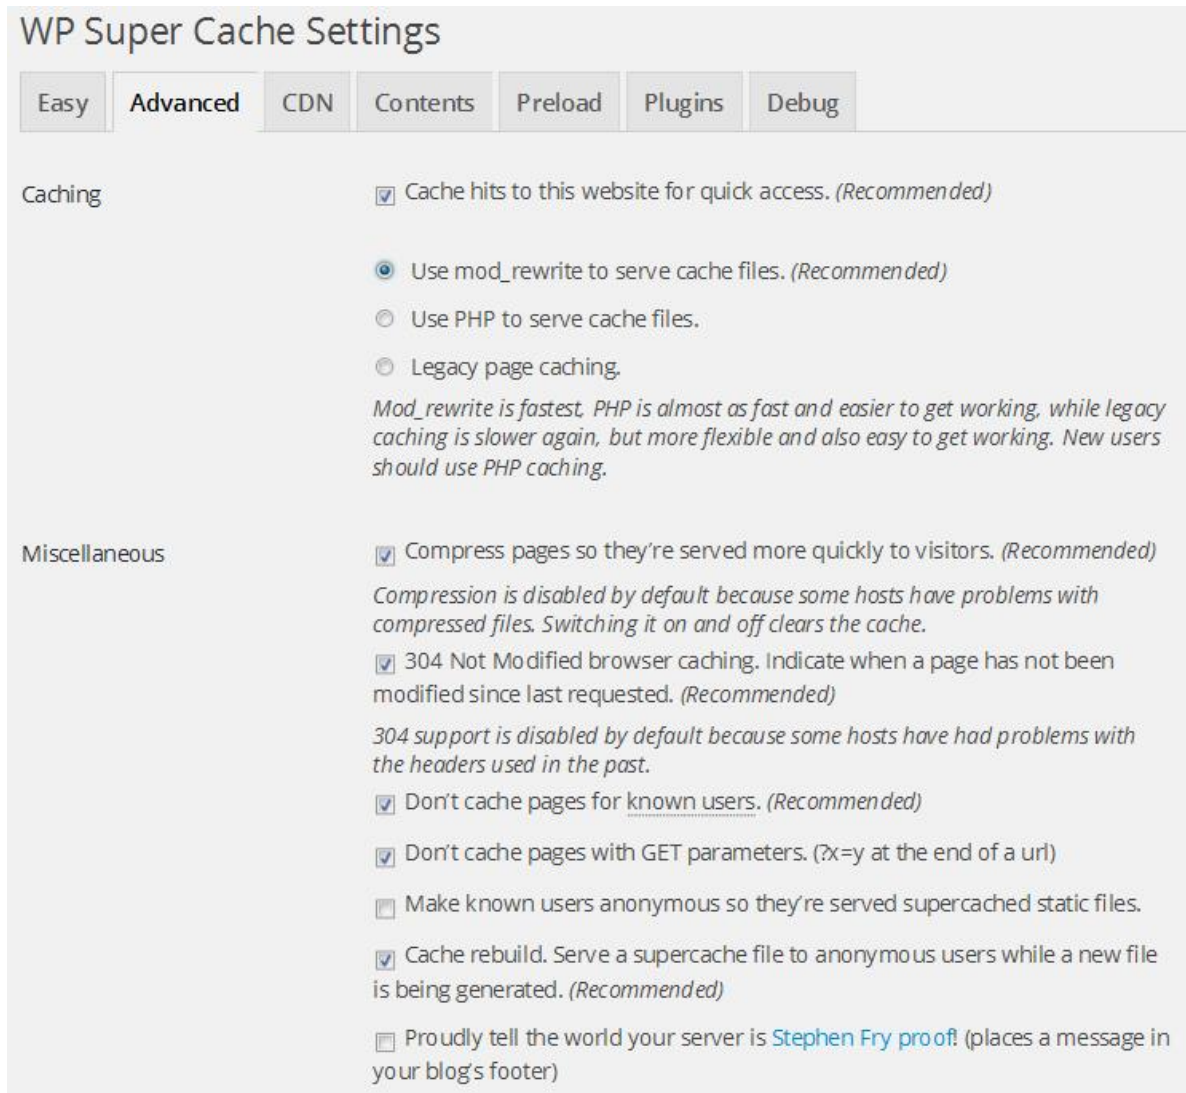 WP Super Cache Settings
Easy Advanced CDN Contents Preload Plugins Debug
Caching
Cache hits to this website for quick access. (Recommended)
Use mod_rewrite to serve cache files. (Recommended)
Use PHP to serve cache files.
Legacy page caching.
Mod_rewrite is fastest, PHP is almost as fast and easier to get working, while legacy
caching is slower again, but more flexible and also easy to get working. New users
should use PHP caching.
Miscellaneous
Compress pages so they’re served more quickly to visitors. (Recommended)
Compression is disabled by default because some hosts have problems with
compressed files. Switching it on and off clears the cache.
304 Not Modified browser caching. Indicate when a page has not been
modified since last requested. (Recommended)
304 support is disabled by default because some hosts have had problems with
the headers used in the past.
Don’t cache pages for known users. (Recommended)
Don’t cache pages with GET parameters. (?x=y at the end of a url)
Make known users anonymous so they’re served supercached static files.
Cache rebuild. Serve a supercache file to anonymous users while a new file
is being generated. (Recommended)
Proudly tell the world your server is Stephen Fry proof! (places a message in
your blog’s footer)